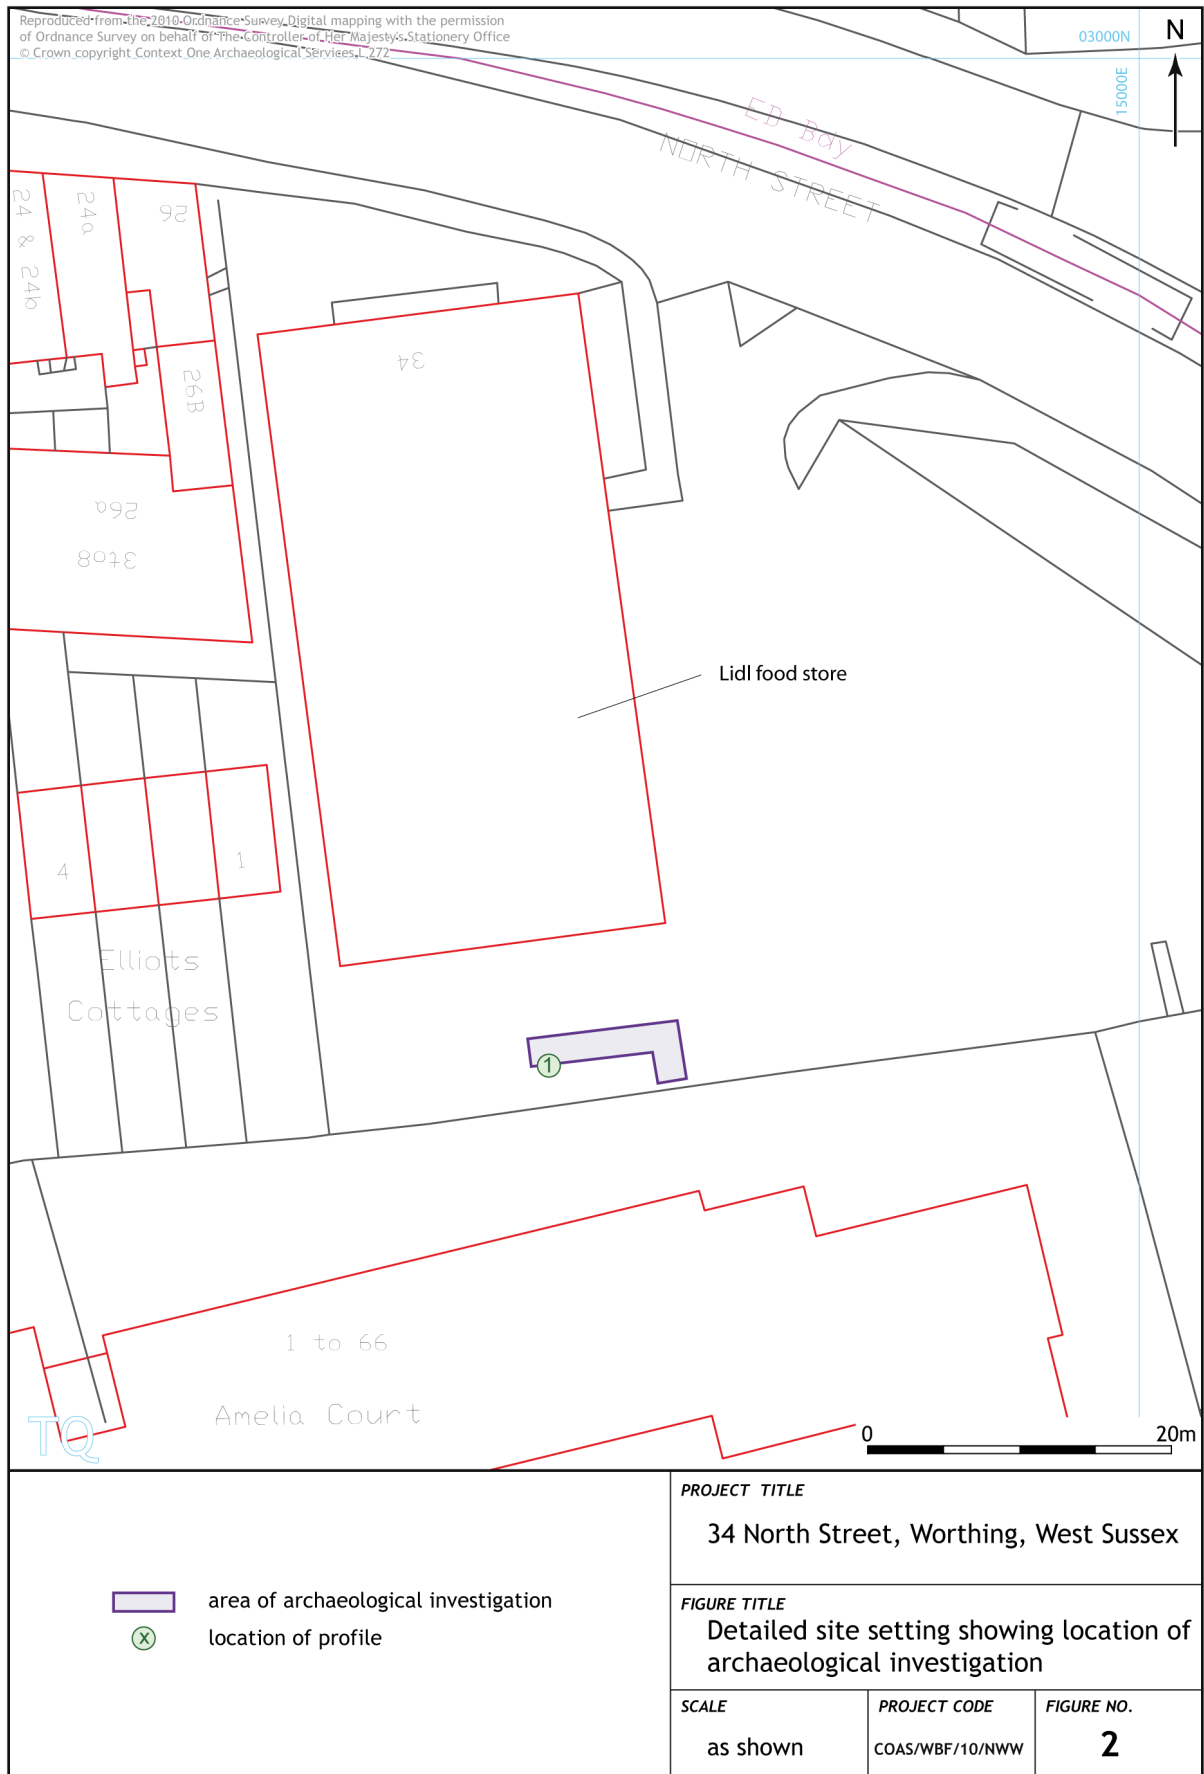 Reproduced from the 2010 Ordnance Survey Digital mapping with the permission
of Ordnance Survey on behalf of The Controller of Her Majesty's Stationery Office
© Crown copyright Context One Archaeological Services L,272
03000N
N
15000E
ED Bdy
NORTH STREET
24 & 24b
24a
26
34
26B
26a
3to8
Lidl food store
4
1
Elliots
Cottages
1
1 to 66
Amelia Court
TQ
0
20m
area of archaeological investigation
X
location of profile
PROJECT TITLE
34 North Street, Worthing, West Sussex
FIGURE TITLE
Detailed site setting showing location of
archaeological investigation
SCALE
as shown
PROJECT CODE
COAS/WBF/10/NWW
FIGURE NO.
2